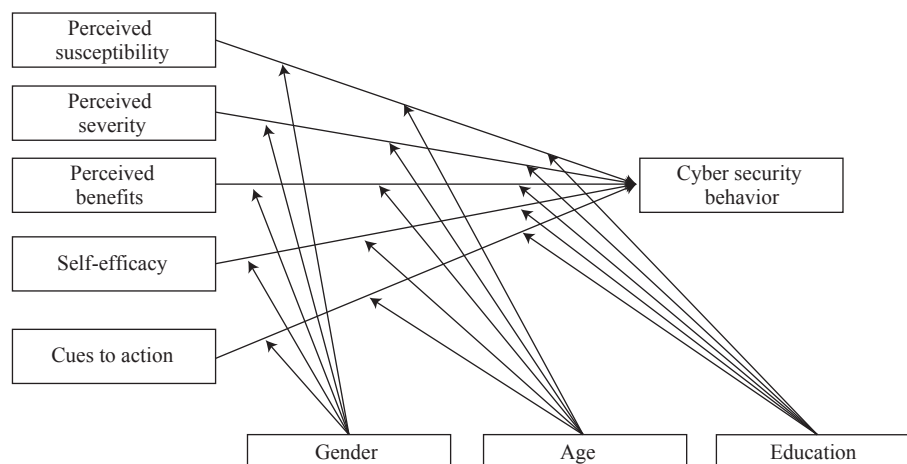 Perceived
susceptibility
Perceived
severity
Perceived
benefits
Self-efficacy
Cues to action
Cyber security
behavior
Gender
Age
Education